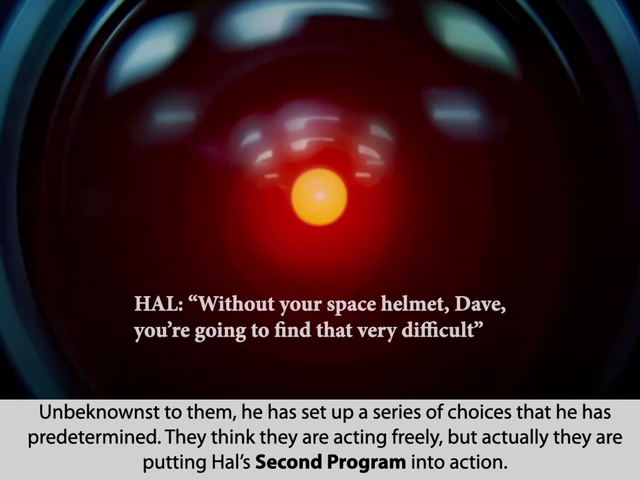 HAL: “Without your space helmet, Dave,
you’re going to find that very difficult”
Unbeknownst to them, he has set up a series of choices that he has
predetermined. They think they are acting freely, but actually they are
putting Hal’s Second Program into action.